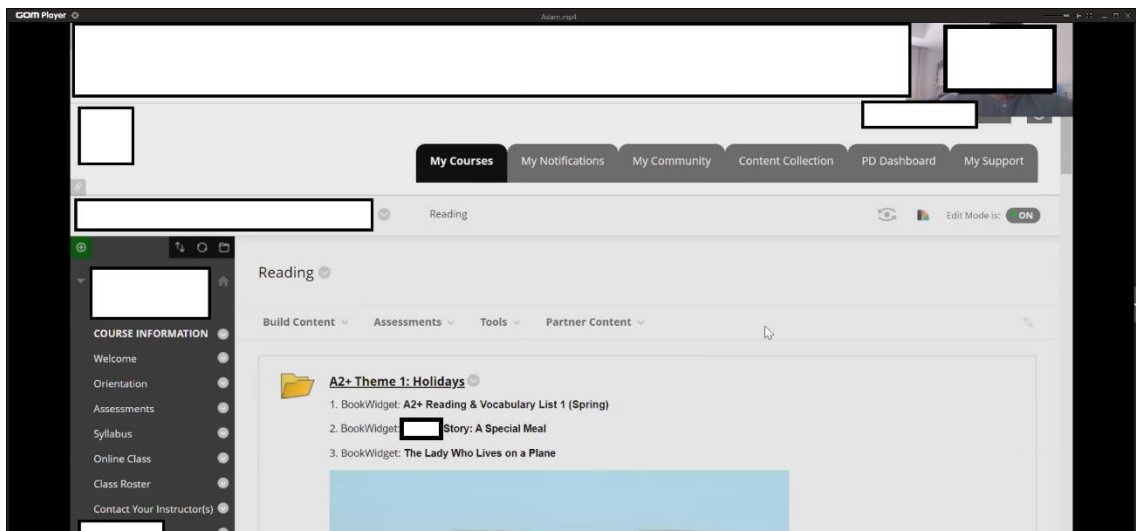 GOM Player Adam.mp4
My Courses My Notifications My Community Content Collection PD Dashboard My Support
Reading Edit Mode is: ON
Reading
Build Content Assessments Tools Partner Content
COURSE INFORMATION
Welcome
Orientation
Assessments
Syllabus
Online Class
Class Roster
Contact Your Instructor(s)
A2+ Theme 1: Holidays
1. BookWidget: A2+ Reading & Vocabulary List 1 (Spring)
2. BookWidget: Story: A Special Meal
3. BookWidget: The Lady Who Lives on a Plane